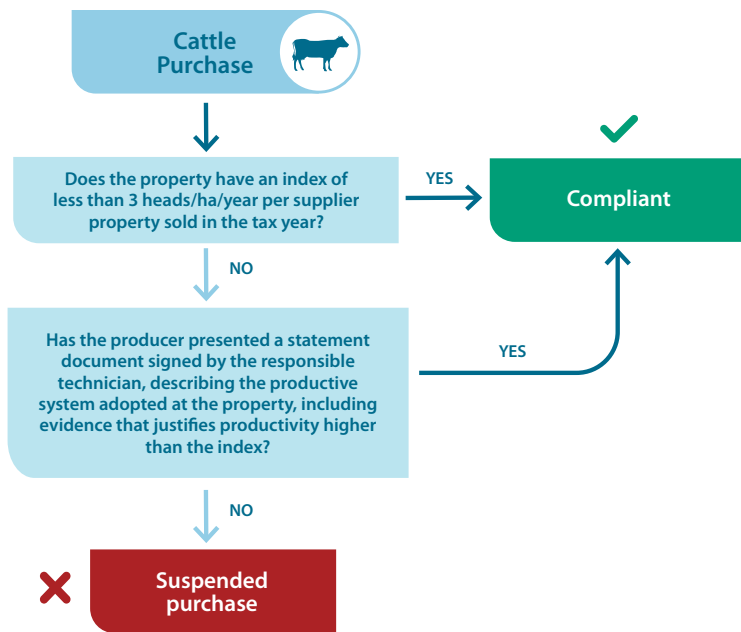 Cattle
Purchase
Does the property have an index of
less than 3 heads/ha/year per supplier
property sold in the tax year?
YES
Compliant
NO
Has the producer presented a statement
document signed by the responsible
technician, describing the productive
system adopted at the property, including
evidence that justifies productivity higher
than the index?
YES
NO
Suspended
purchase